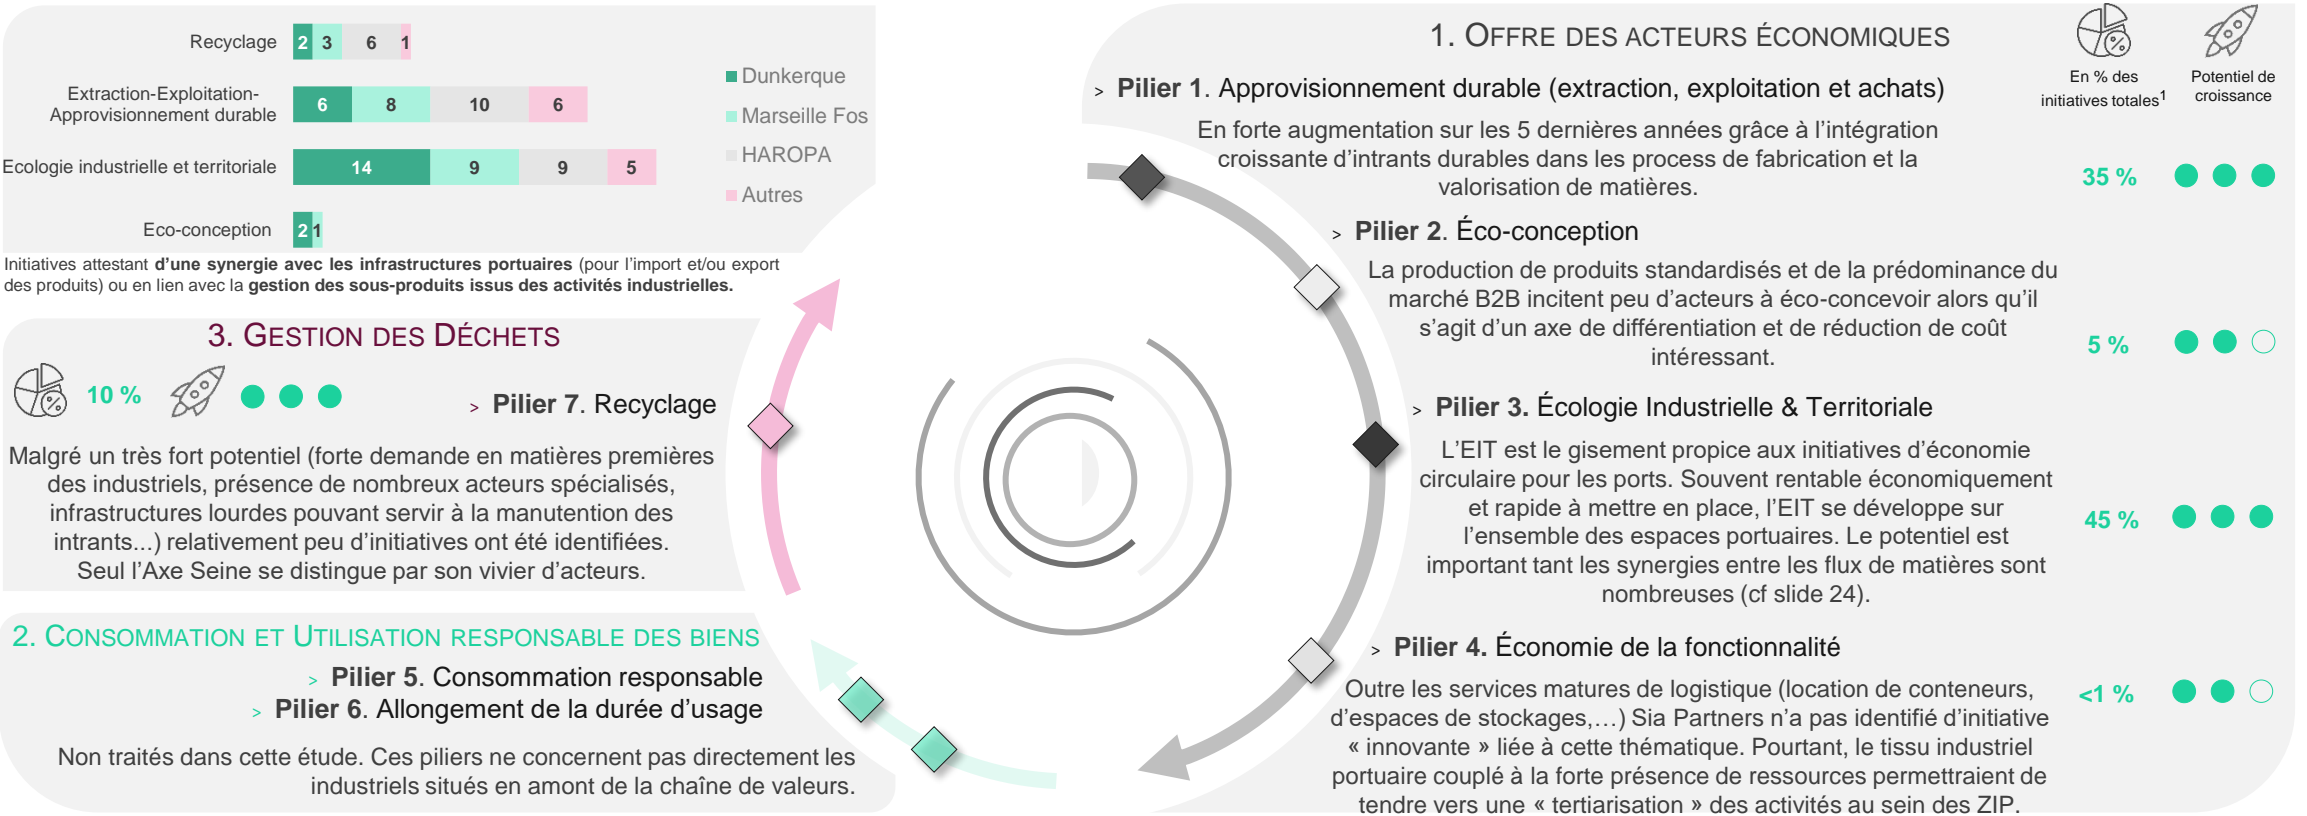 Recyclage
2 3 6 1
Extraction-Exploitation-
Approvisionnement durable
6 8 10 6
Ecologie industrielle et territoriale
14 9 9 5
Eco-conception
2 1
Dunkerque
Marseille Fos
HAROPA
Autres
Initiatives attestant d'une synergie avec les infrastructures portuaires (pour l'import et/ou export
des produits) ou en lien avec la gestion des sous-produits issus des activités industrielles.
3. GESTION DES DÉCHETS
10 %
> Pilier 7. Recyclage
Malgré un très fort potentiel (forte demande en matières premières
des industriels, présence de nombreux acteurs spécialisés,
infrastructures lourdes pouvant servir à la manutention des
intrants...) relativement peu d'initiatives ont été identifiées.
Seul l'Axe Seine se distingue par son vivier d'acteurs.
2. CONSOMMATION ET UTILISATION RESPONSABLE DES BIENS
> Pilier 5. Consommation responsable
> Pilier 6. Allongement de la durée d'usage
Non traités dans cette étude. Ces piliers ne concernent pas directement les
industriels situés en amont de la chaîne de valeurs.
1. OFFRE DES ACTEURS ÉCONOMIQUES
En % des
initiatives totales¹
Potentiel de
croissance
> Pilier 1. Approvisionnement durable (extraction, exploitation et achats)
En forte augmentation sur les 5 dernières années grâce à l'intégration
croissante d'intrants durables dans les process de fabrication et la
valorisation de matières.
35 %
> Pilier 2. Éco-conception
La production de produits standardisés et de la prédominance du
marché B2B incitent peu d'acteurs à éco-concevoir alors qu'il
s'agit d'un axe de différentiation et de réduction de coût
intéressant.
5 %
> Pilier 3. Écologie Industrielle & Territoriale
L'EIT est le gisement propice aux initiatives d'économie
circulaire pour les ports. Souvent rentable économiquement
et rapide à mettre en place, l'EIT se développe sur
l'ensemble des espaces portuaires. Le potentiel est
important tant les synergies entre les flux de matières sont
nombreuses (cf slide 24).
45 %
> Pilier 4. Économie de la fonctionnalité
Outre les services matures de logistique (location de conteneurs,
d'espaces de stockages,…) Sia Partners n'a pas identifié d'initiative
« innovante » liée à cette thématique. Pourtant, le tissu industriel
portuaire couplé à la forte présence de ressources permettraient de
tendre vers une « tertiarisation » des activités au sein des ZIP.
<1 %